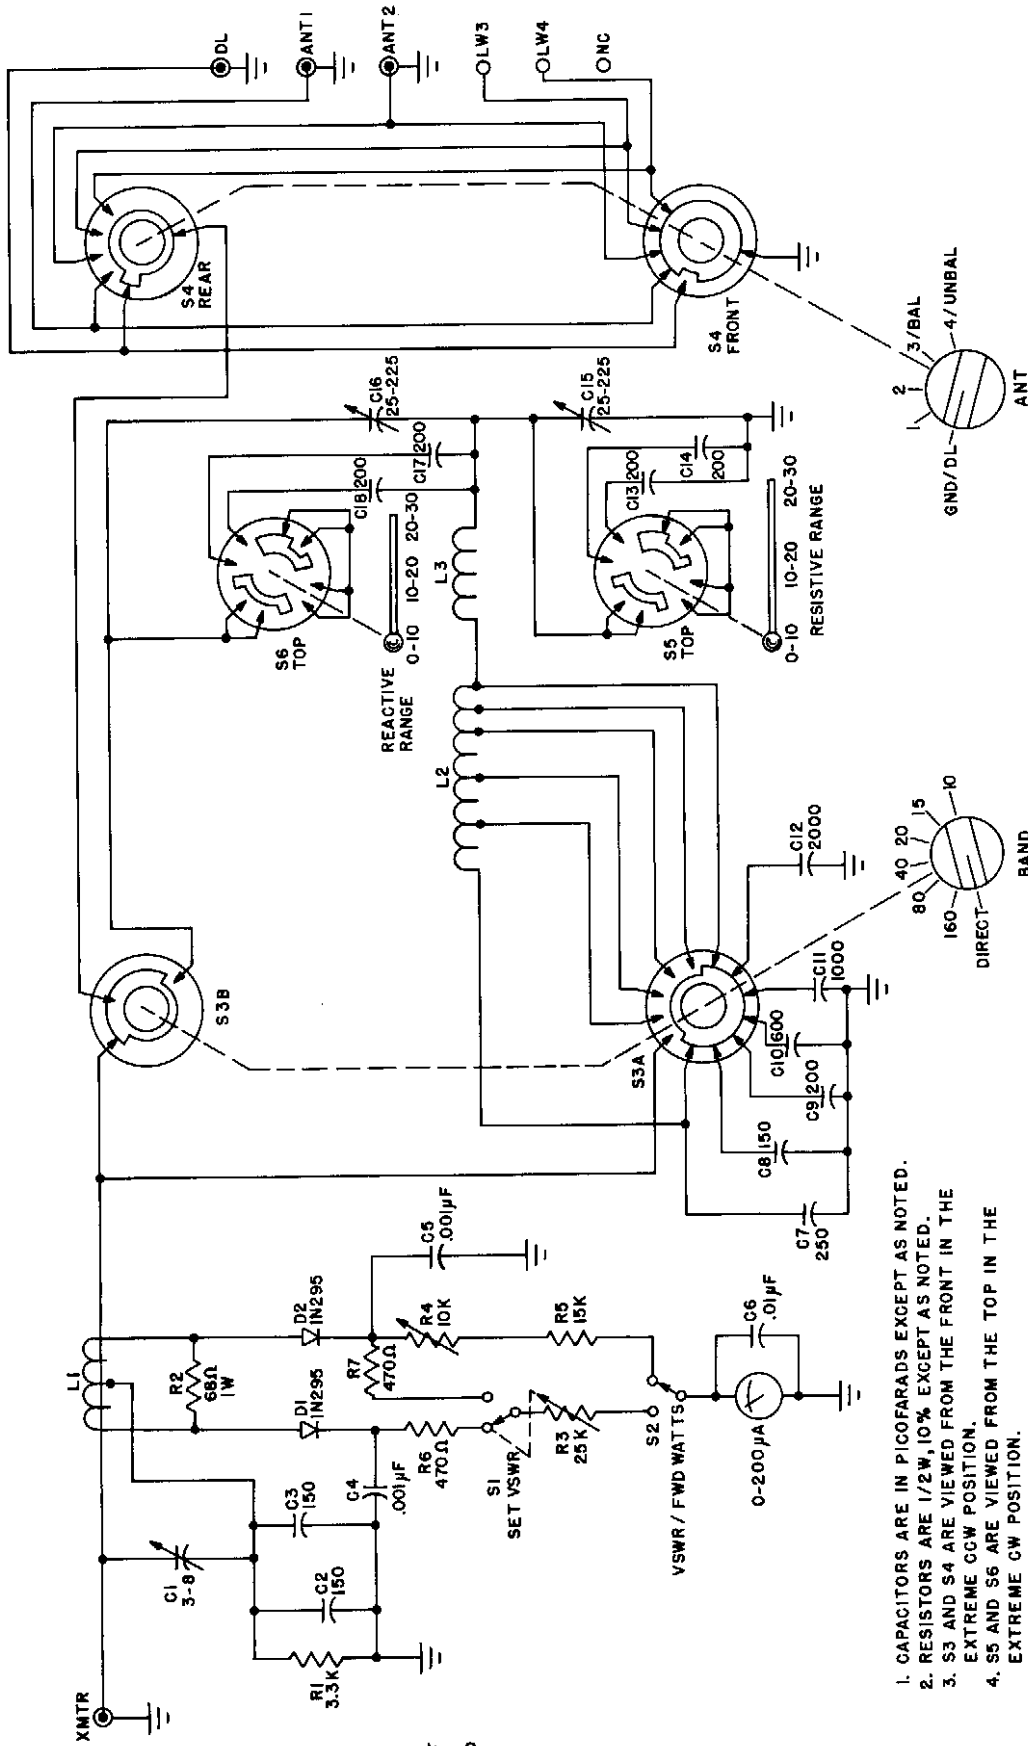 XMTR
C1
3-8
R1
3.3K
C2
150
C3
150
C4
.001µF
L1
R2
68Ω
1W
D1
1N295
D2
1N295
R6
470Ω
R7
470Ω
C5
.001µF
R4
10K
R5
15K
S1
SET VSWR
R3
25K
S2
VSWR / FWD WATTS
C6
.01µF
0-200µA
S3B
S3A
C7
250
C8 150
C9 200
C10 600
C11
1000
C12
2000
DIRECT
160
80
40
20
15
10
BAND
L2
L3
S6
TOP
REACTIVE
RANGE
0-10 10-20 20-30
C18 200
C17 200
C16
25-225
S5
TOP
0-10 10-20 20-30
RESISTIVE RANGE
C13 200
C14
200
C15
25-225
S4
REAR
S4
FRONT
DL
ANT1
ANT2
LW3
LW4
NC
GND/DL
1
2
3/BAL
4/UNBAL
ANT
1. CAPACITORS ARE IN PICOFARADS EXCEPT AS NOTED.
2. RESISTORS ARE 1/2W, 10% EXCEPT AS NOTED.
3. S3 AND S4 ARE VIEWED FROM THE FRONT IN THE
EXTREME CCW POSITION.
4. S5 AND S6 ARE VIEWED FROM THE TOP IN THE
EXTREME CW POSITION.